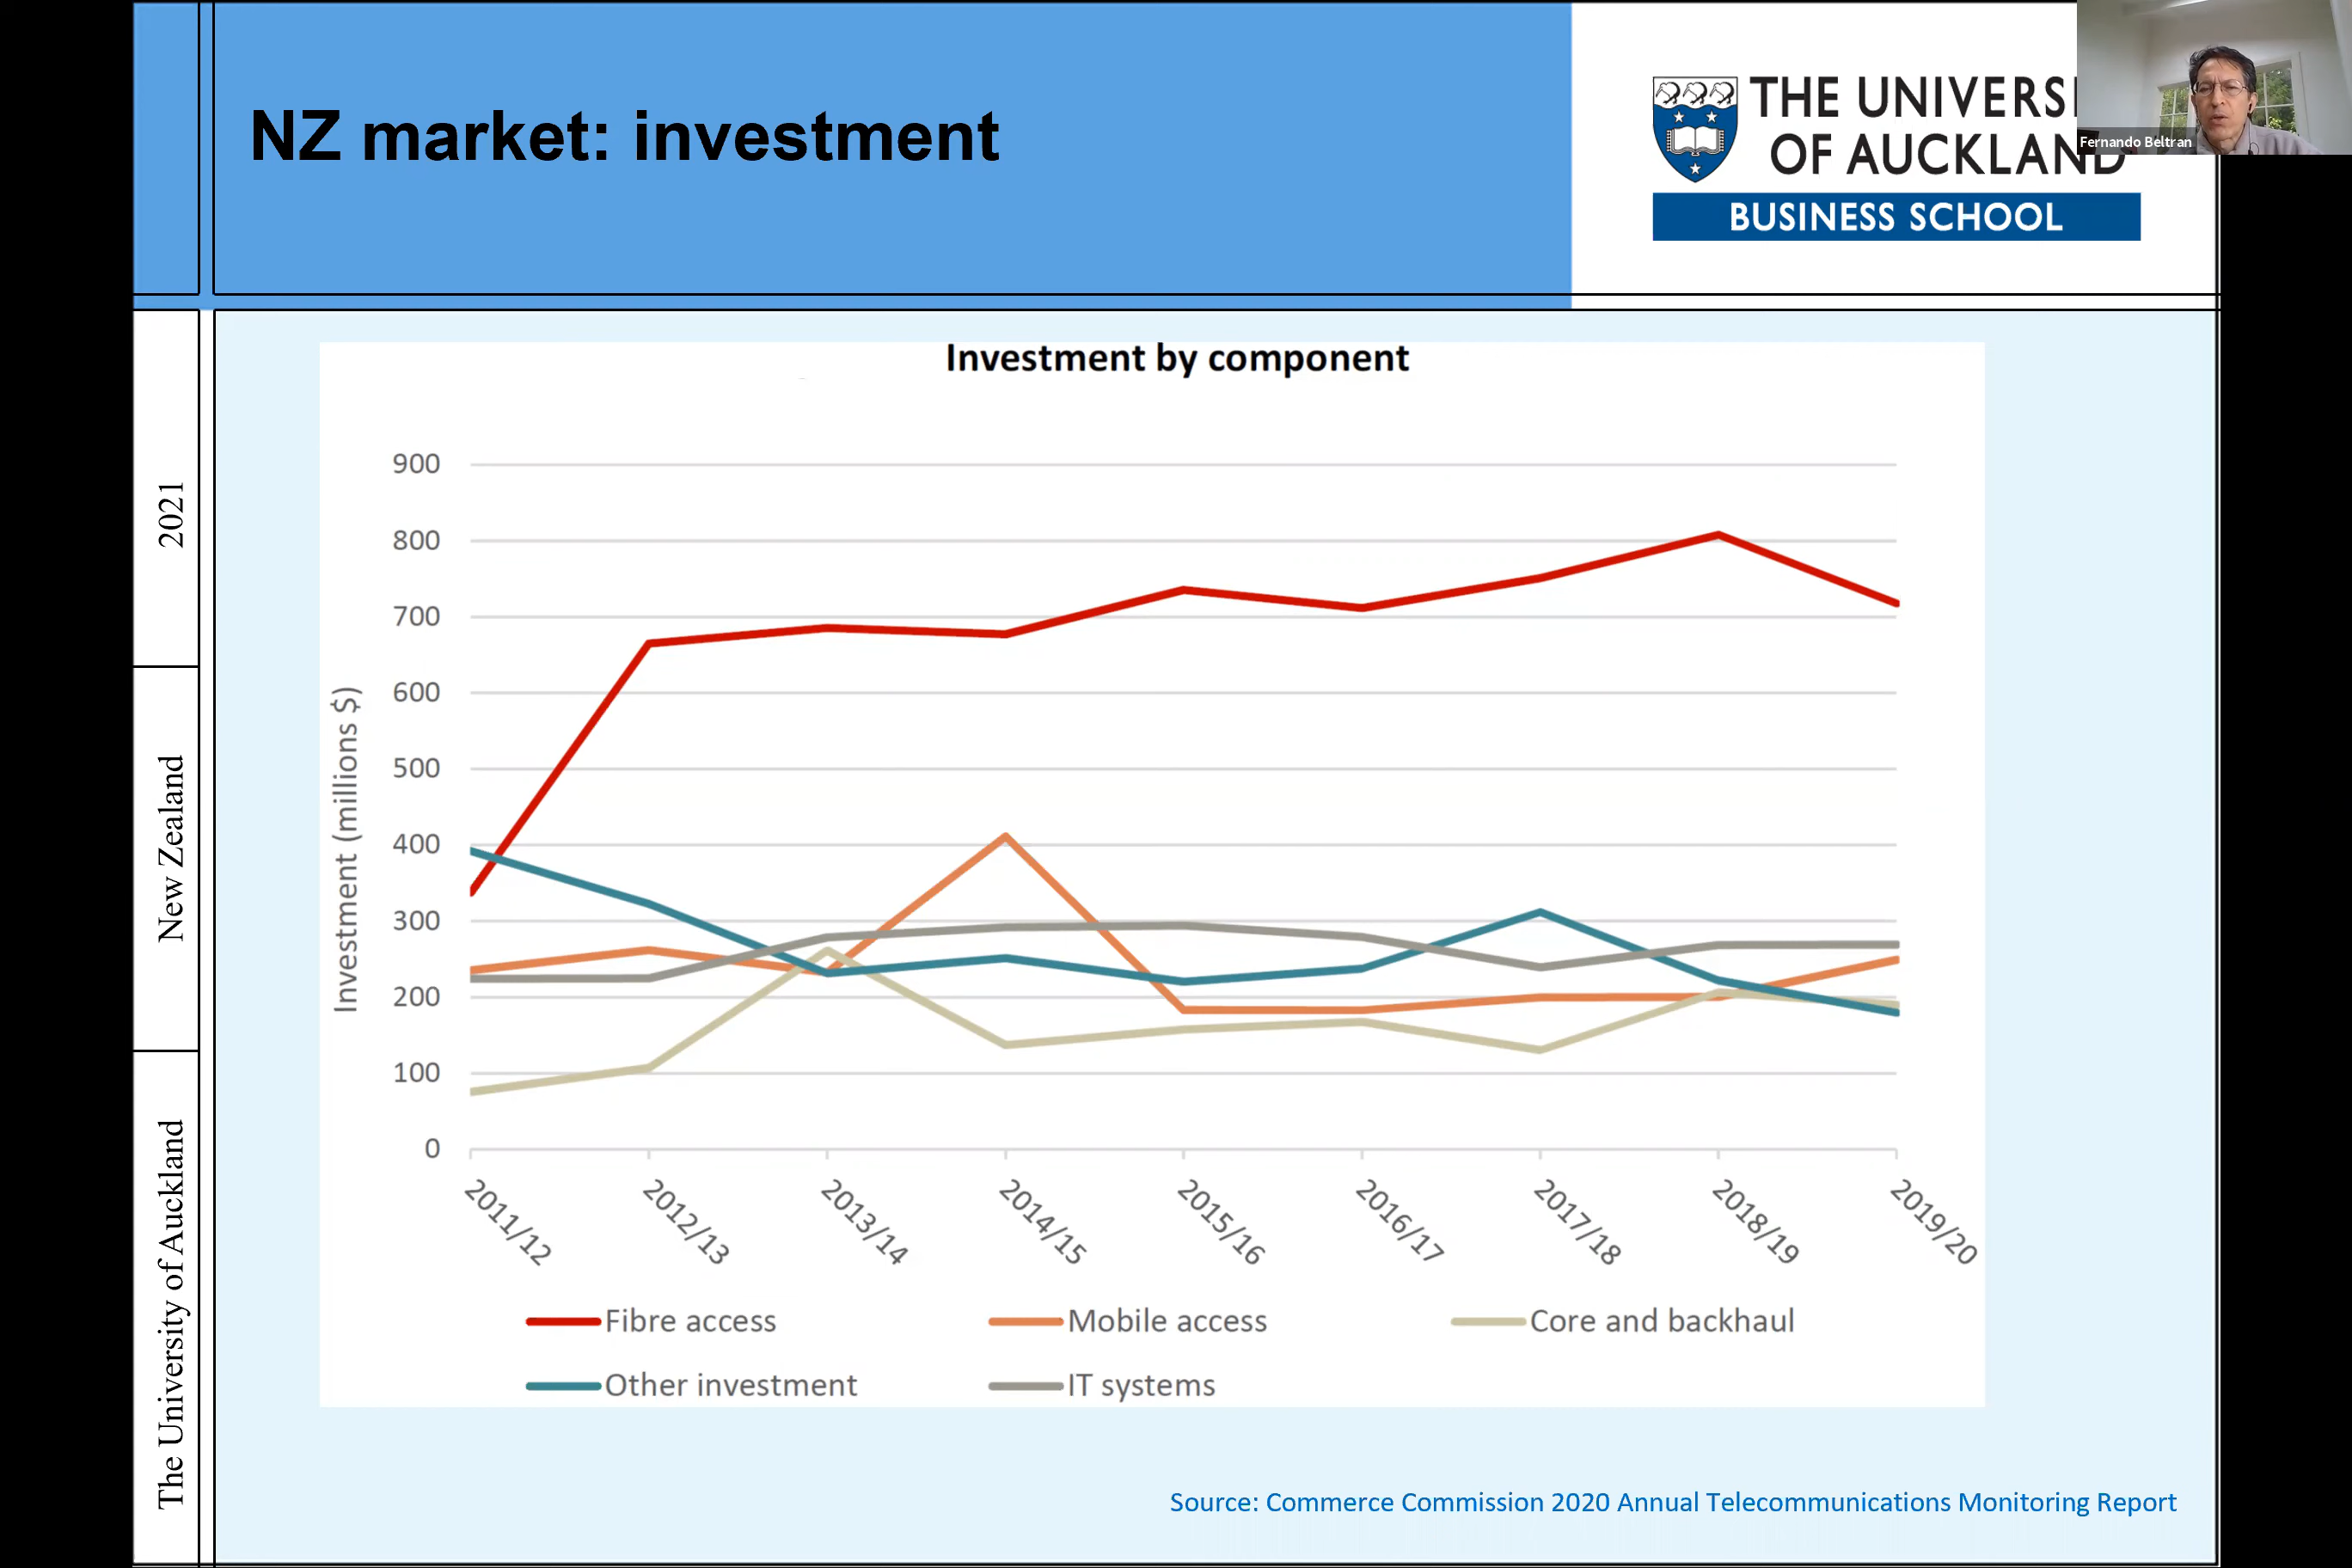 NZ market: investment
THE UNIVERSI
OF AUCKLAND
BUSINESS SCHOOL
Fernando Beltran
2021
New Zealand
The University of Auckland
Investment by component
Investment (millions $)
900
800
700
600
500
400
300
200
100
0
2011/12
2012/13
2013/14
2014/15
2015/16
2016/17
2017/18
2018/19
2019/20
Fibre access
Mobile access
Core and backhaul
Other investment
IT systems
Source: Commerce Commission 2020 Annual Telecommunications Monitoring Report